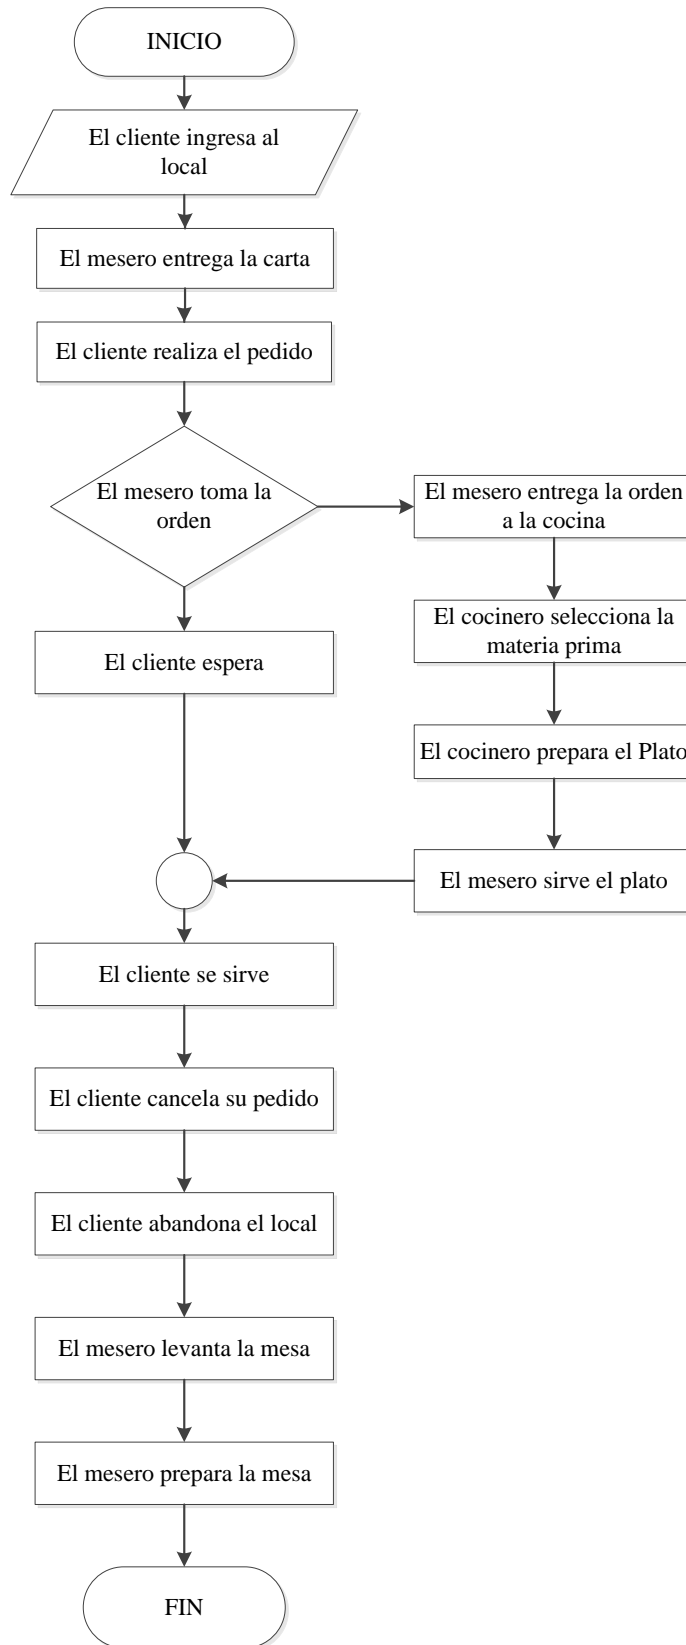 INICIO
El cliente ingresa al
local
El mesero entrega la carta
El cliente realiza el pedido
El mesero toma la
orden
El mesero entrega la orden
a la cocina
El cliente espera
El cocinero selecciona la
materia prima
El cocinero prepara el Plato
El mesero sirve el plato
El cliente se sirve
El cliente cancela su pedido
El cliente abandona el local
El mesero levanta la mesa
El mesero prepara la mesa
FIN